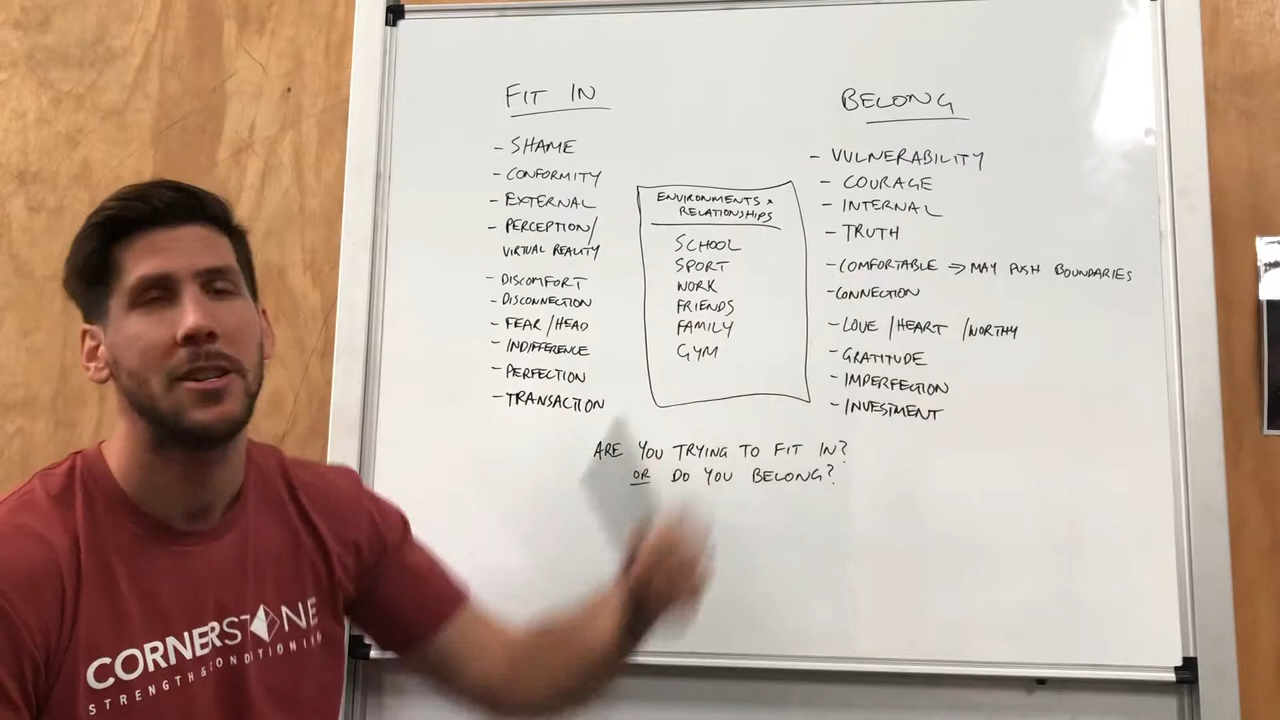 FIT IN
- SHAME
- CONFORMITY
- EXTERNAL
- PERCEPTION/
VIRTUAL REALITY
- DISCOMFORT
- DISCONNECTION
- FEAR/HEAD
- INDIFFERENCE
- PERFECTION
- TRANSACTION
ENVIRONMENTS +
RELATIONSHIPS
SCHOOL
SPORT
WORK
FRIENDS
FAMILY
GYM
BELONG
- VULNERABILITY
- COURAGE
- INTERNAL
- TRUTH
- COMFORTABLE → MAY PUSH BOUNDARIES
- CONNECTION
- LOVE / HEART / WORTHY
- GRATITUDE
- IMPERFECTION
- INVESTMENT
ARE YOU TRYING TO FIT IN?
OR DO YOU BELONG?
CORNERSTONE
STRENGTH & CONDITIONING